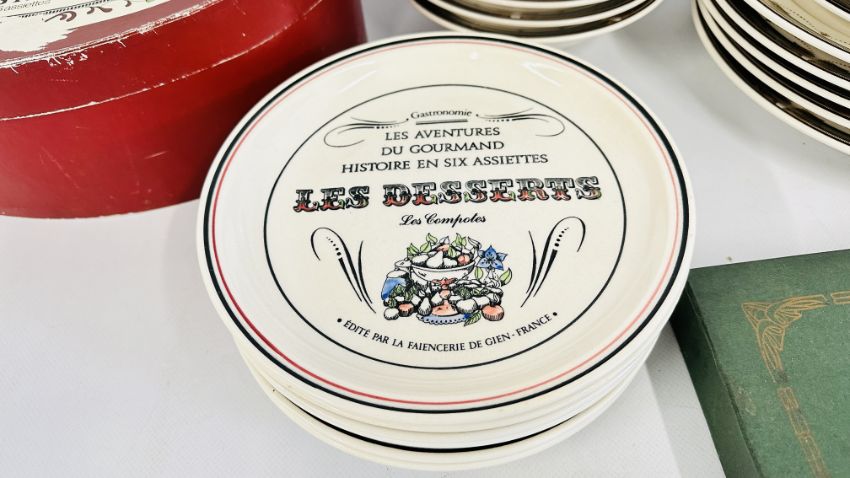 assiettes
Gastronomie
LES AVENTURES
DU GOURMAND
HISTOIRE EN SIX ASSIETTES
LES DESSERTS
Les Compotes
• ÉDITÉ PAR LA FAIENCERIE DE GIEN - FRANCE •